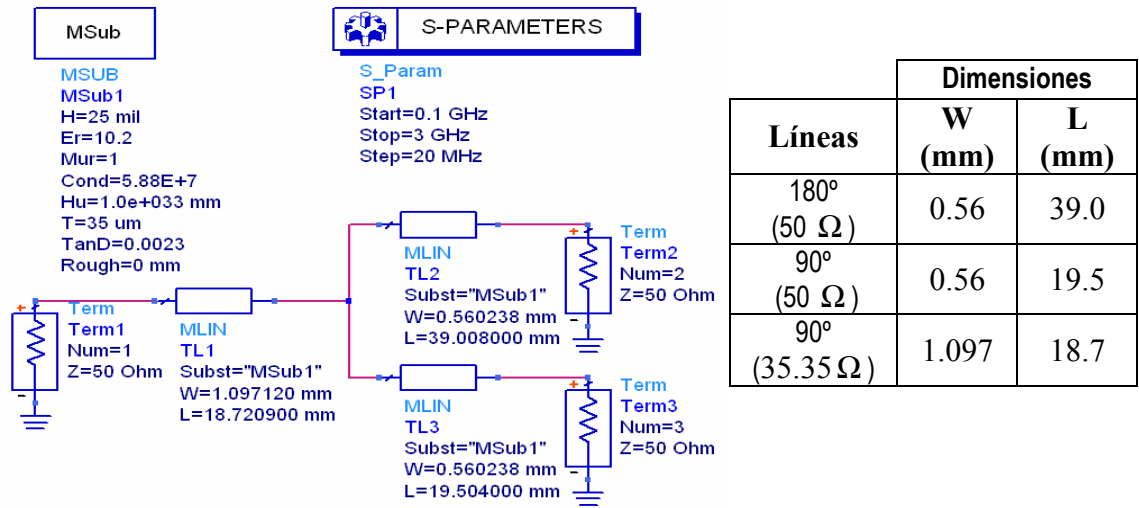 MSub
MSUB
MSub1
H=25 mil
Er=10.2
Mur=1
Cond=5.88E+7
Hu=1.0e+033 mm
T=35 um
TanD=0.0023
Rough=0 mm
S-PARAMETERS
S_Param
SP1
Start=0.1 GHz
Stop=3 GHz
Step=20 MHz
+
-
Term
Term1
Num=1
Z=50 Ohm
MLIN
TL1
Subst="MSub1"
W=1.097120 mm
L=18.720900 mm
MLIN
TL2
Subst="MSub1"
W=0.560238 mm
L=39.008000 mm
+
-
Term
Term2
Num=2
Z=50 Ohm
MLIN
TL3
Subst="MSub1"
W=0.560238 mm
L=19.504000 mm
+
-
Term
Term3
Num=3
Z=50 Ohm
Dimensiones
Líneas W (mm) L (mm)
180º (50 Ω) 0.56 39.0
90º (50 Ω) 0.56 19.5
90º (35.35 Ω) 1.097 18.7